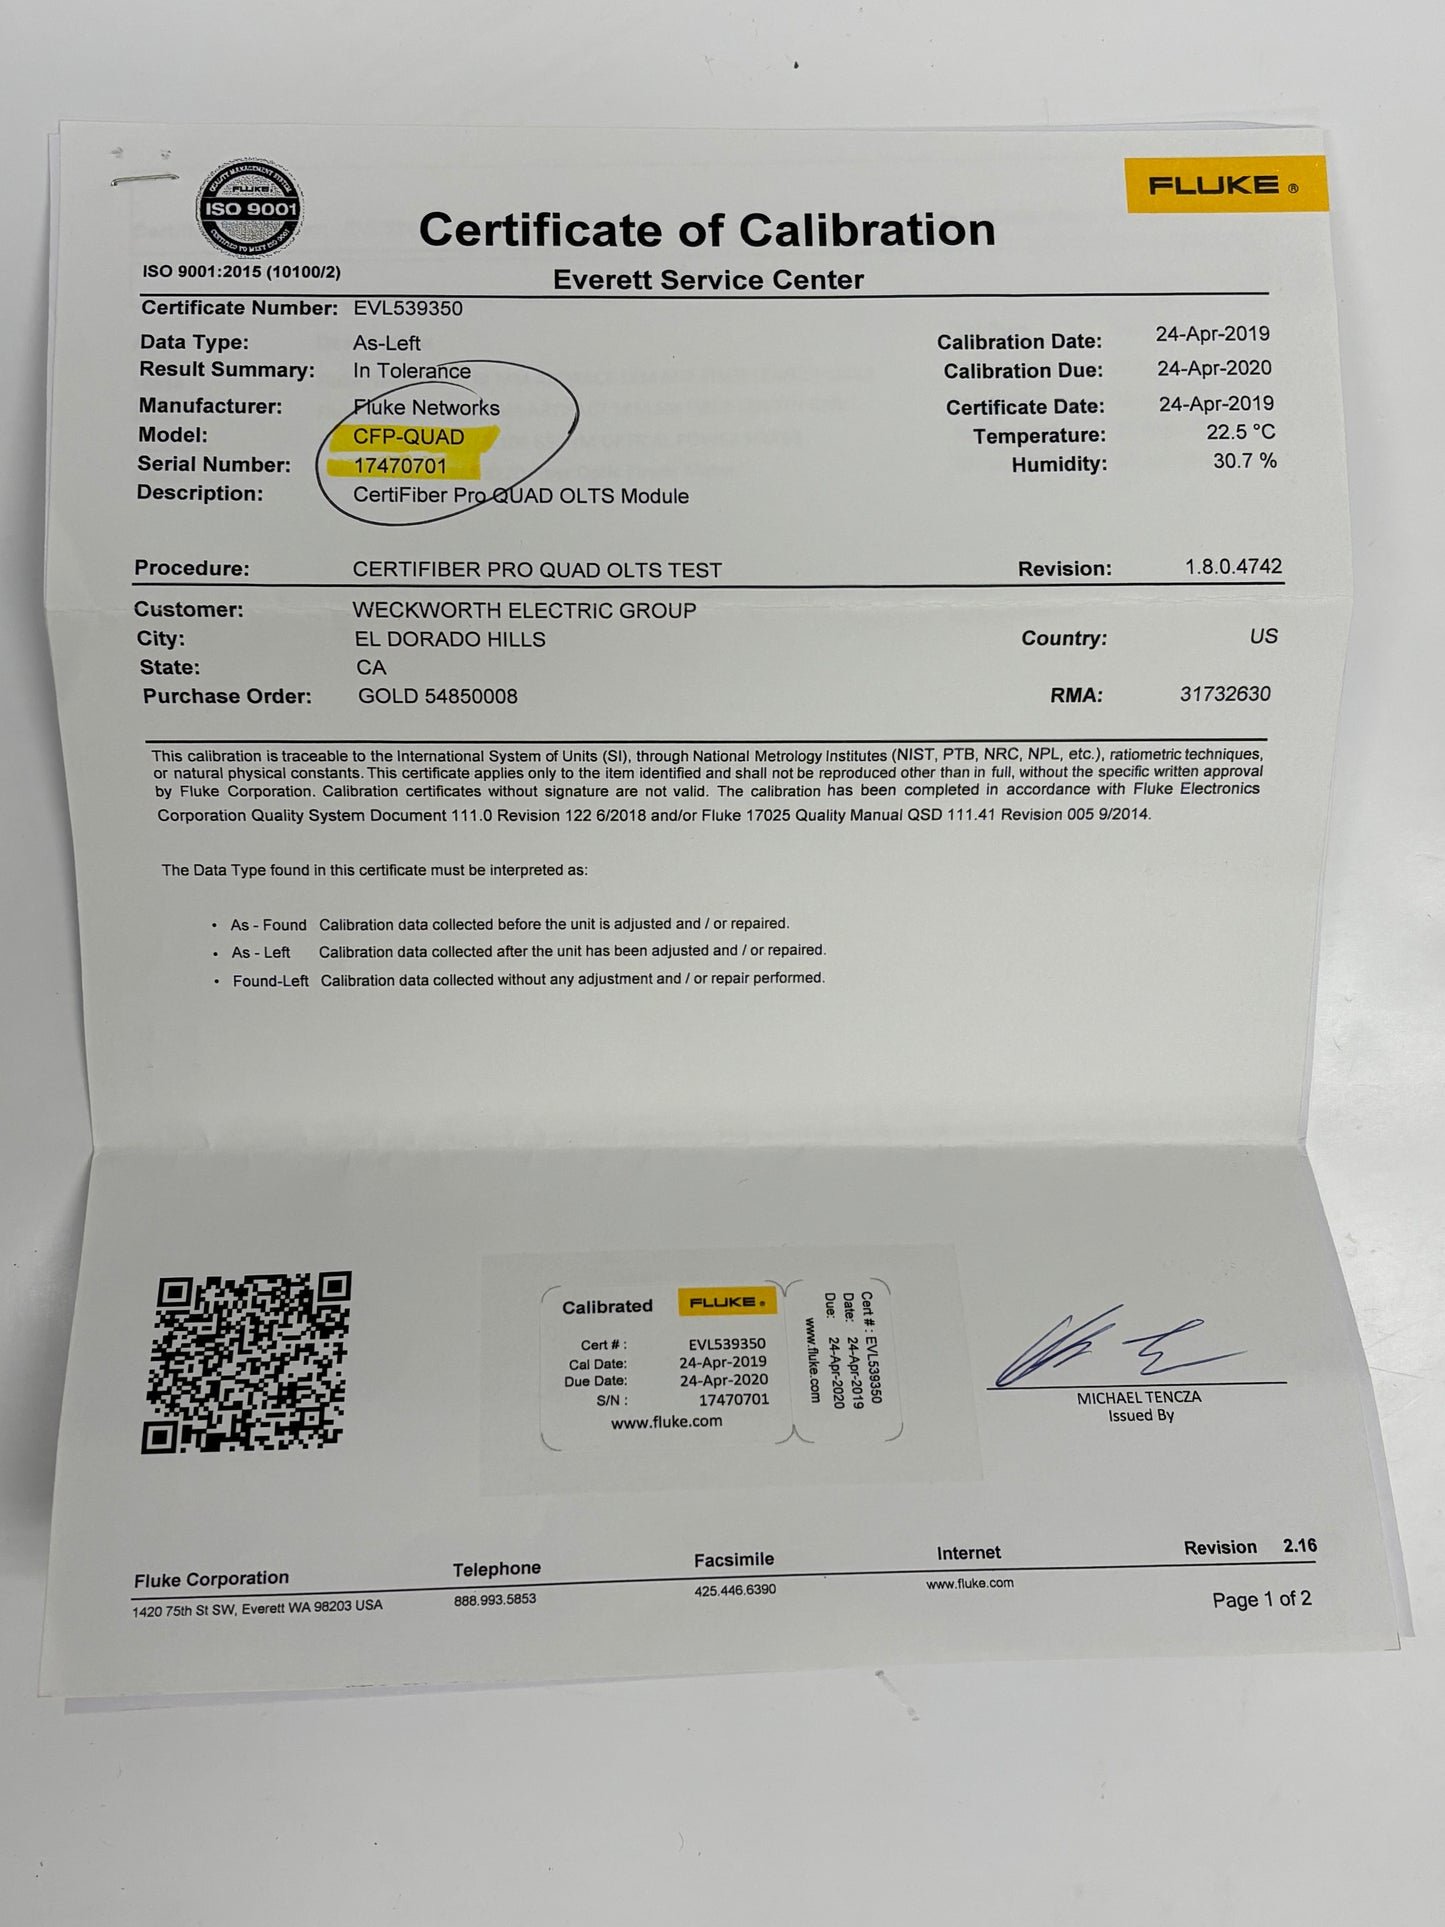 QUALITY MANAGEMENT SYSTEM
FLUKE
ISO 9001
FLUKE ®
Certificate of Calibration
ISO 9001:2015 (10100/2)
Everett Service Center
Certificate Number: EVL539350
Data Type: As-Left Calibration Date: 24-Apr-2019
Result Summary: In Tolerance Calibration Due: 24-Apr-2020
Manufacturer: Fluke Networks Certificate Date: 24-Apr-2019
Model: CFP-QUAD Temperature: 22.5 °C
Serial Number: 17470701 Humidity: 30.7 %
Description: CertiFiber Pro QUAD OLTS Module
Procedure: CERTIFIBER PRO QUAD OLTS TEST Revision: 1.8.0.4742
Customer: WECKWORTH ELECTRIC GROUP
City: EL DORADO HILLS Country: US
State: CA
Purchase Order: GOLD 54850008 RMA: 31732630
This calibration is traceable to the International System of Units (SI), through National Metrology Institutes (NIST, PTB, NRC, NPL, etc.), ratiometric techniques,
or natural physical constants. This certificate applies only to the item identified and shall not be reproduced other than in full, without the specific written approval
by Fluke Corporation. Calibration certificates without signature are not valid. The calibration has been completed in accordance with Fluke Electronics
Corporation Quality System Document 111.0 Revision 122 6/2018 and/or Fluke 17025 Quality Manual QSD 111.41 Revision 005 9/2014.
The Data Type found in this certificate must be interpreted as:
• As - Found Calibration data collected before the unit is adjusted and / or repaired.
• As - Left Calibration data collected after the unit has been adjusted and / or repaired.
• Found-Left Calibration data collected without any adjustment and / or repair performed.
Calibrated FLUKE ®
Cert # : EVL539350
Cal Date: 24-Apr-2019
Due Date: 24-Apr-2020
S/N : 17470701
www.fluke.com
Cert # : EVL539350
Date: 24-Apr-2019
Due: 24-Apr-2020
www.fluke.com
MICHAEL TENCZA
Issued By
Fluke Corporation Telephone Facsimile Internet Revision 2.16
1420 75th St SW, Everett WA 98203 USA 888.993.5853 425.446.6390 www.fluke.com
Page 1 of 2